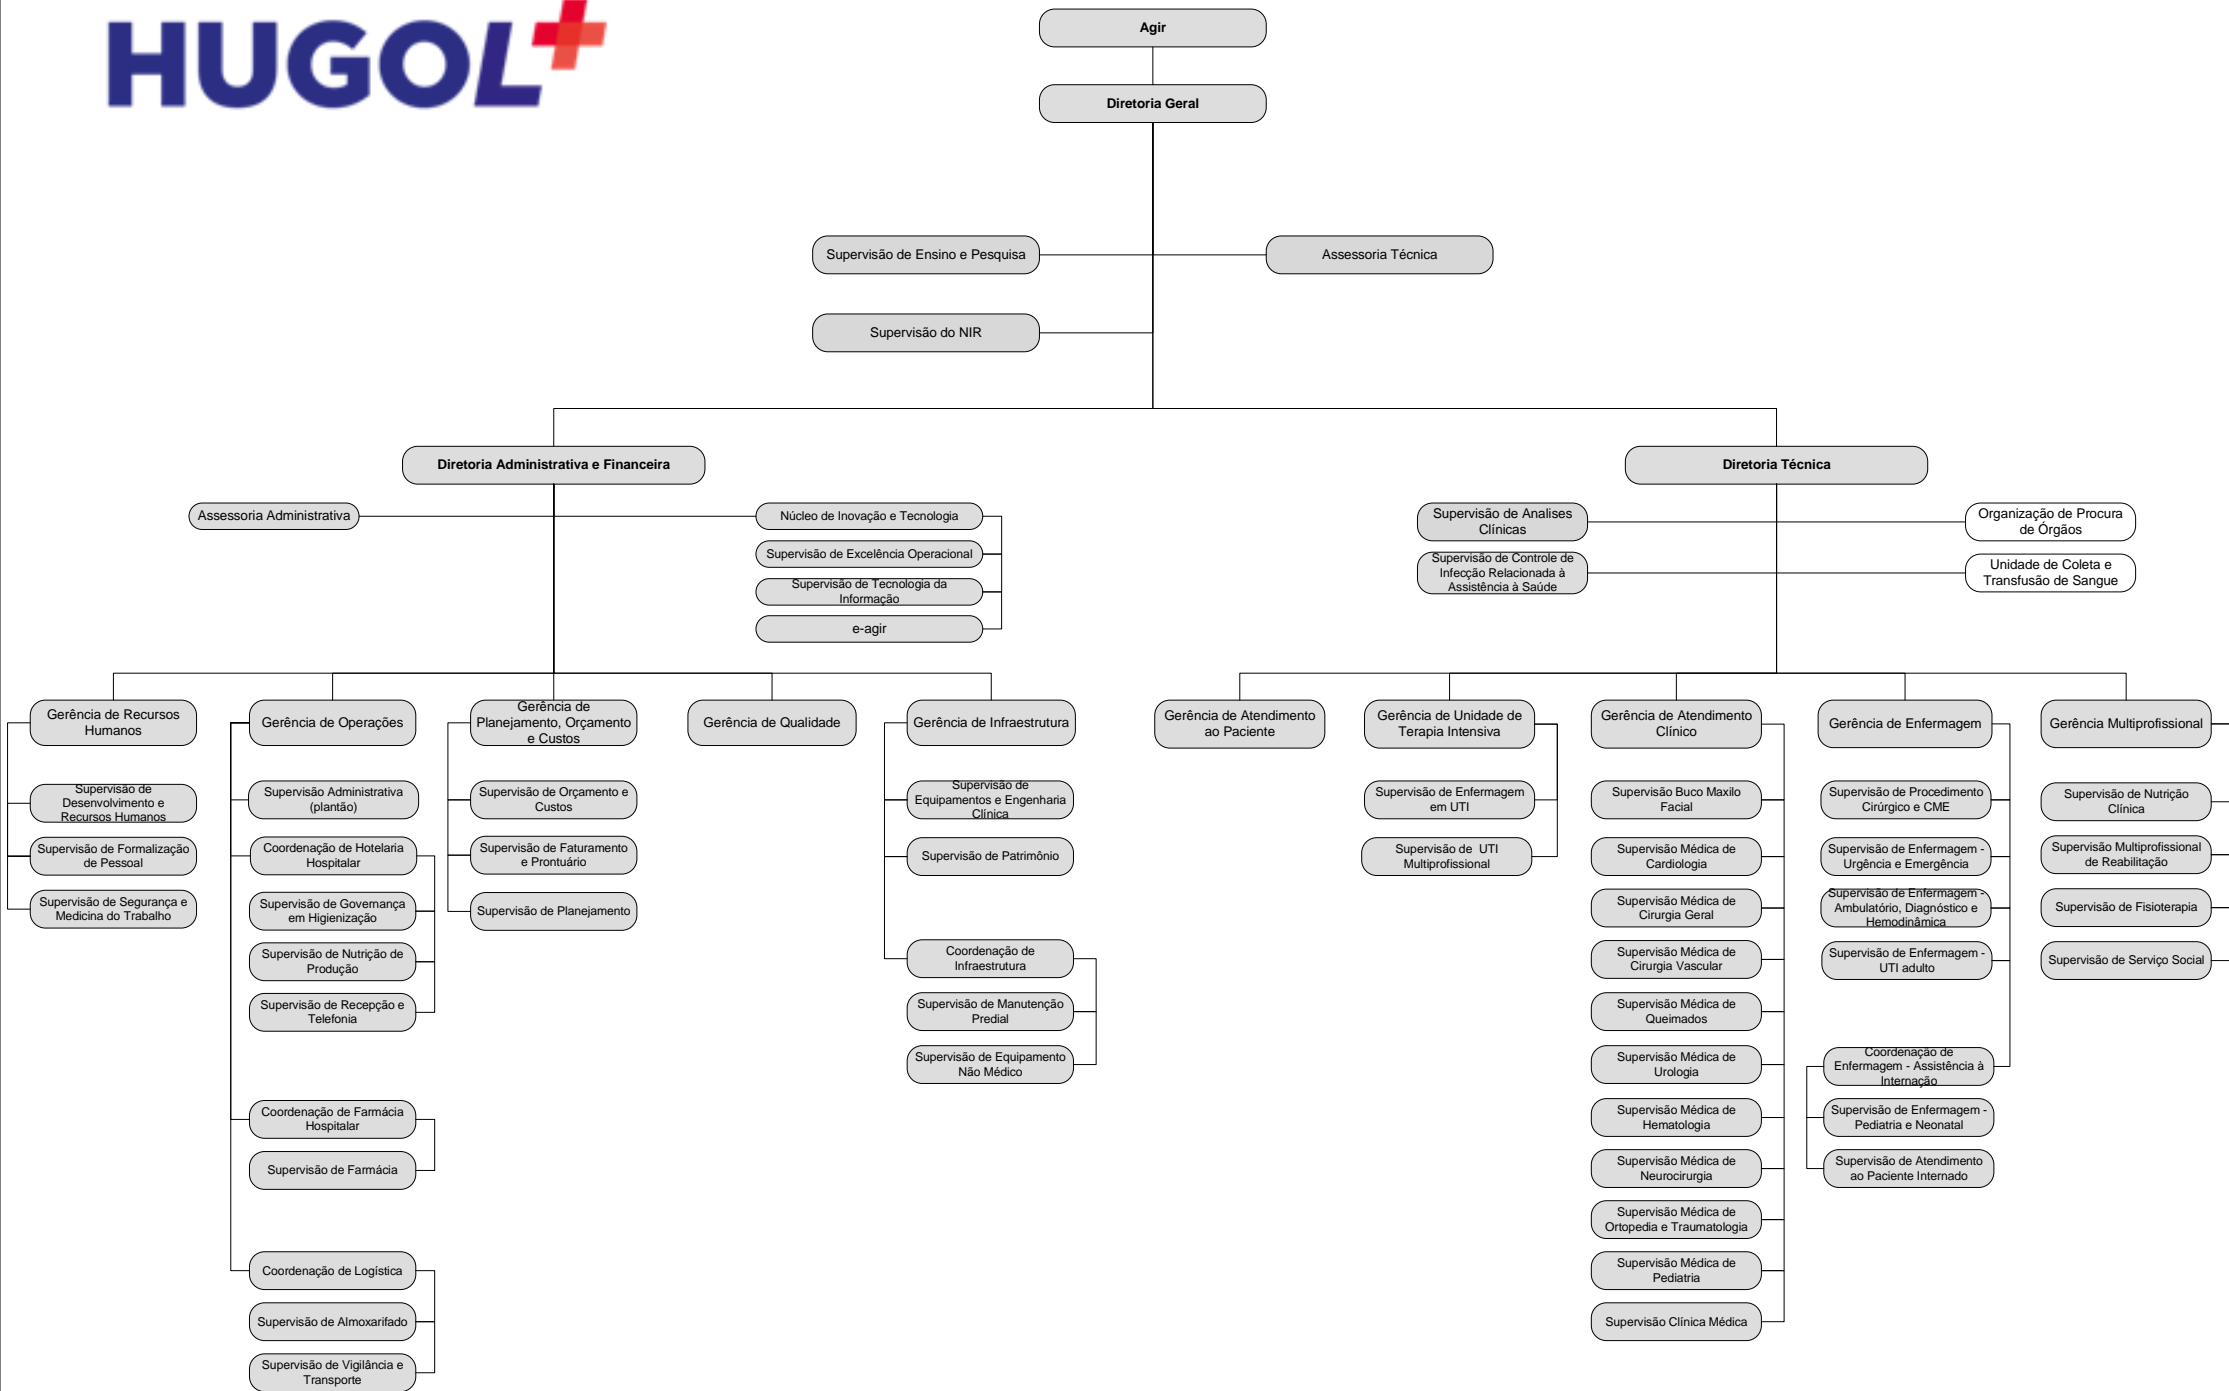 HUGOL
Agir
Diretoria Geral
Supervisão de Ensino e Pesquisa
Assessoria Técnica
Supervisão do NIR
Diretoria Administrativa e Financeira
Assessoria Administrativa
Núcleo de Inovação e Tecnologia
Supervisão de Excelência Operacional
Supervisão de Tecnologia da
Informação
e-agir
Diretoria Técnica
Supervisão de Analises
Clínicas
Organização de Procura
de Órgãos
Supervisão de Controle de
Infecção Relacionada à
Assistência à Saúde
Unidade de Coleta e
Transfusão de Sangue
Gerência de Recursos
Humanos
Supervisão de
Desenvolvimento e
Recursos Humanos
Supervisão de Formalização
de Pessoal
Supervisão de Segurança e
Medicina do Trabalho
Gerência de Operações
Supervisão Administrativa
(plantão)
Coordenação de Hotelaria
Hospitalar
Supervisão de Governança
em Higienização
Supervisão de Nutrição de
Produção
Supervisão de Recepção e
Telefonia
Coordenação de Farmácia
Hospitalar
Supervisão de Farmácia
Coordenação de Logística
Supervisão de Almoxarifado
Supervisão de Vigilância e
Transporte
Gerência de
Planejamento, Orçamento
e Custos
Supervisão de Orçamento e
Custos
Supervisão de Faturamento
e Prontuário
Supervisão de Planejamento
Gerência de Qualidade
Gerência de Infraestrutura
Supervisão de
Equipamentos e Engenharia
Clínica
Supervisão de Patrimônio
Coordenação de
Infraestrutura
Supervisão de Manutenção
Predial
Supervisão de Equipamento
Não Médico
Gerência de Atendimento
ao Paciente
Gerência de Unidade de
Terapia Intensiva
Supervisão de Enfermagem
em UTI
Supervisão de UTI
Multiprofissional
Gerência de Atendimento
Clínico
Supervisão Buco Maxilo
Facial
Supervisão Médica de
Cardiologia
Supervisão Médica de
Cirurgia Geral
Supervisão Médica de
Cirurgia Vascular
Supervisão Médica de
Queimados
Supervisão Médica de
Urologia
Supervisão Médica de
Hematologia
Supervisão Médica de
Neurocirurgia
Supervisão Médica de
Ortopedia e Traumatologia
Supervisão Médica de
Pediatria
Supervisão Clínica Médica
Gerência de Enfermagem
Supervisão de Procedimento
Cirúrgico e CME
Supervisão de Enfermagem -
Urgência e Emergência
Supervisão de Enfermagem -
Ambulatório, Diagnóstico e
Hemodinâmica
Supervisão de Enfermagem -
UTI adulto
Coordenação de
Enfermagem - Assistência à
Internação
Supervisão de Enfermagem -
Pediatria e Neonatal
Supervisão de Atendimento
ao Paciente Internado
Gerência Multiprofissional
Supervisão de Nutrição
Clínica
Supervisão Multiprofissional
de Reabilitação
Supervisão de Fisioterapia
Supervisão de Serviço Social